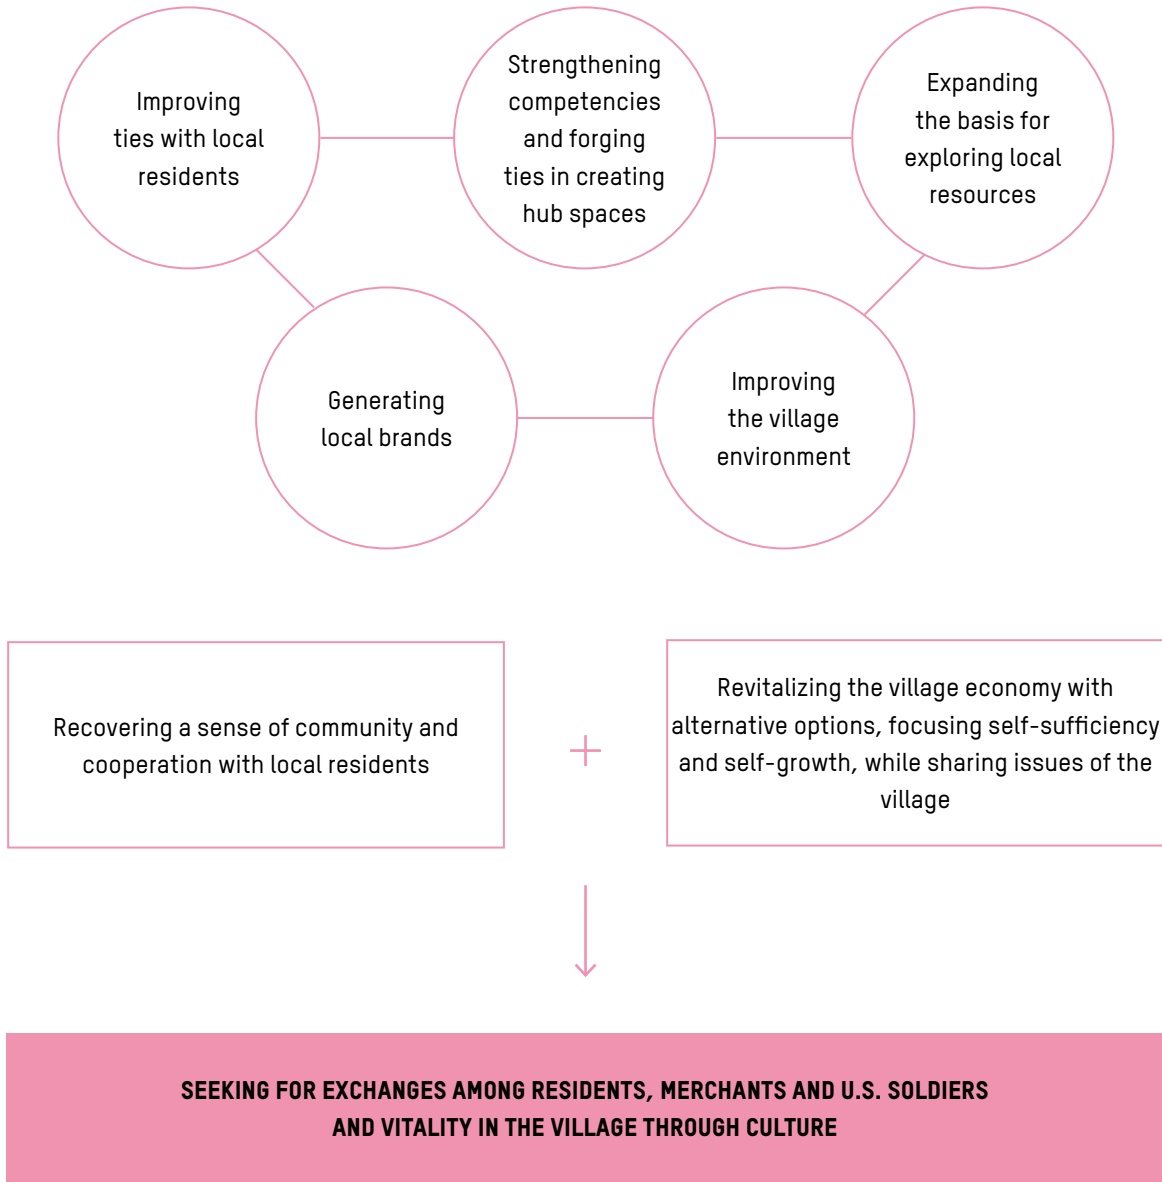 Improving
ties with local
residents
Strengthening
competencies
and forging
ties in creating
hub spaces
Expanding
the basis for
exploring local
resources
Generating
local brands
Improving
the village
environment
Recovering a sense of community and
cooperation with local residents
+
Revitalizing the village economy with
alternative options, focusing self-sufficiency
and self-growth, while sharing issues of the
village
SEEKING FOR EXCHANGES AMONG RESIDENTS, MERCHANTS AND U.S. SOLDIERS
AND VITALITY IN THE VILLAGE THROUGH CULTURE